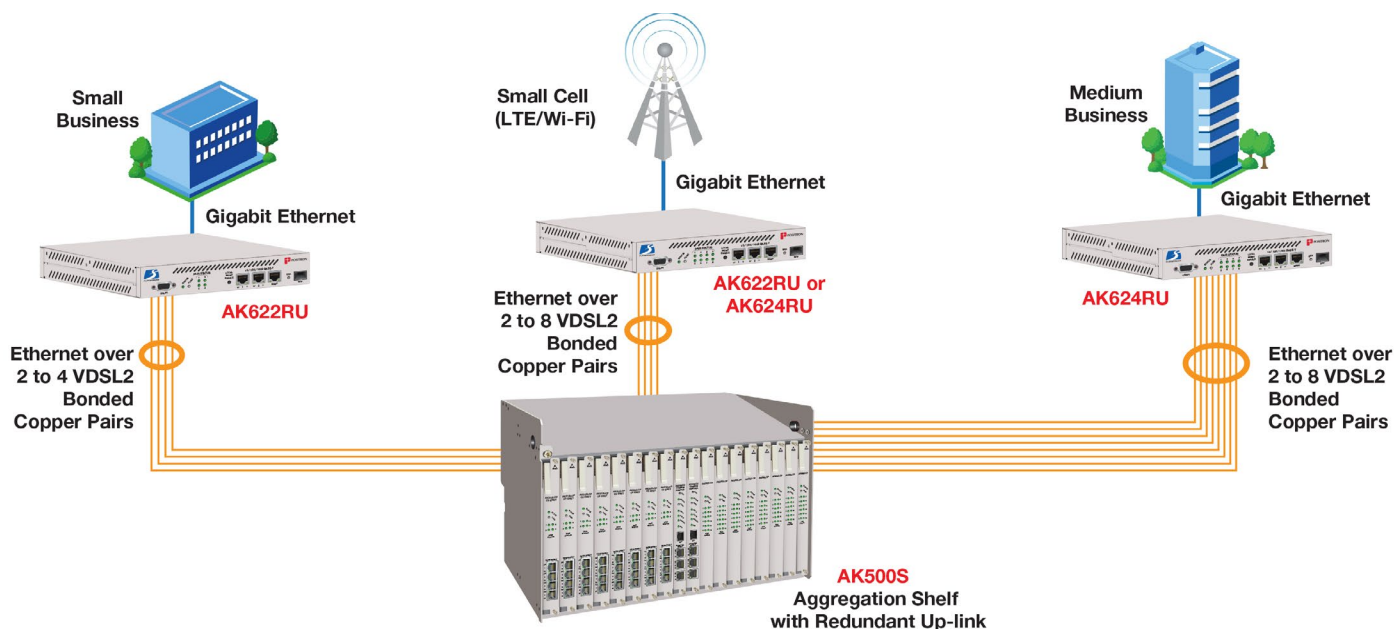 Small
Business
Small Cell
(LTE/Wi-Fi)
Medium
Business
Gigabit Ethernet
Gigabit Ethernet
Gigabit Ethernet
AK622RU
AK622RU or
AK624RU
AK624RU
Ethernet over
2 to 4 VDSL2
Bonded
Copper Pairs
Ethernet over
2 to 8 VDSL2
Bonded
Copper Pairs
Ethernet over
2 to 8 VDSL2
Bonded
Copper Pairs
AK500S
Aggregation Shelf
with Redundant Up-link